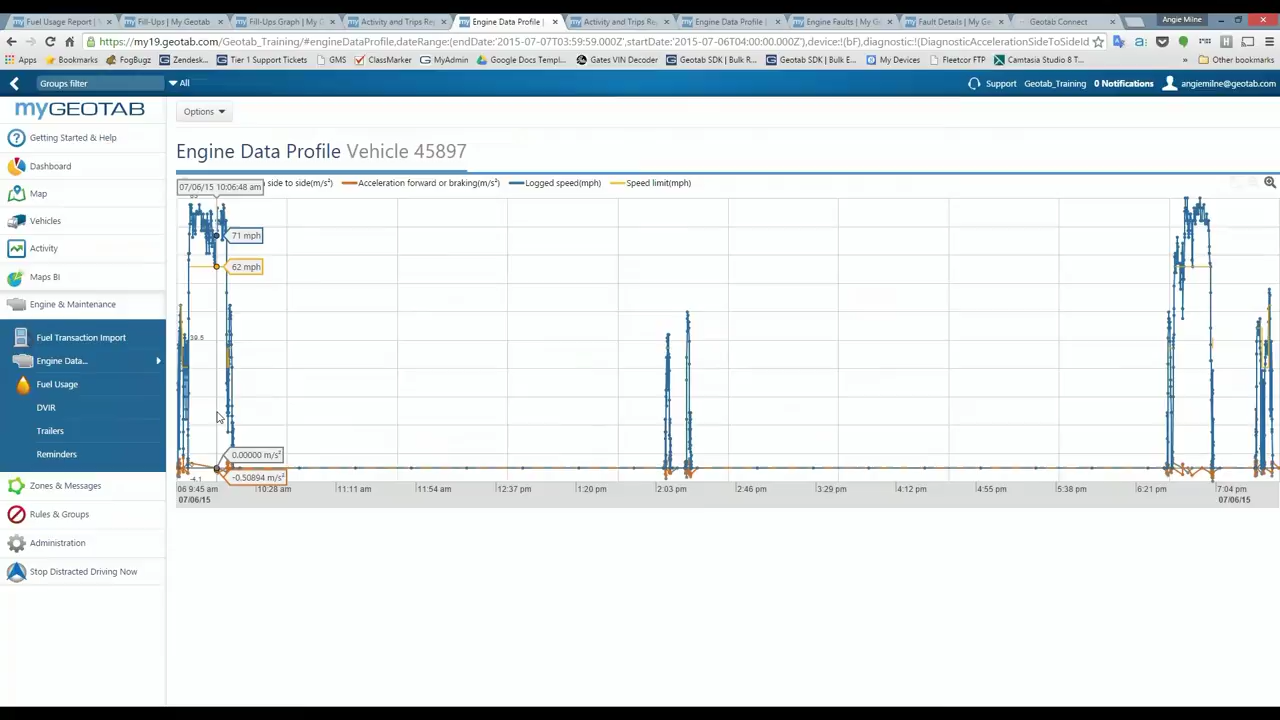 Fuel Usage Report |
Fill-Ups | My Geotab
Fill-Ups Graph | My G
Activity and Trips Re
Engine Data Profile |
Activity and Trips Re
Engine Data Profile |
Engine Faults | My Ge
Fault Details | My Ge
Geotab Connect
Angie Milne
https://my19.geotab.com/Geotab_Training/#engineDataProfile,dateRange:(endDate:'2015-07-07T03:59:59.000Z',startDate:'2015-07-06T04:00:00.000Z'),device:!(bF),diagnostic:!(DiagnosticAccelerationSideToSideId
Apps
Bookmarks
FogBugz
Zendesk...
Tier 1 Support Tick
GMS
ClassMarker
MyAdmin
Google Docs Templ...
Gates VIN Decoder
Geotab SDK | Bulk R...
Geotab SDK | Bul E...
My Devices
Fleetcor FTP
Camtasia Studio 8 T...
Other bookmarks
Groups filter
All
Support
Geotab_Training
0 Notifications
angiemilne@geotab.com
myGEOTAB
Getting Started & Help
Dashboard
Map
Vehicles
Activity
Maps BI
Engine & Maintenance
Fuel Transaction Import
Engine Data...
Fuel Usage
DVIR
Trailers
Reminders
Zones & Messages
Rules & Groups
Administration
Stop Distracted Driving Now
Options
Engine Data Profile Vehicle 45897
07/06/15 10:06:48 am
side to side(m/s²)
Acceleration forward or braking(m/s²)
Logged speed(mph)
Speed limit(mph)
71 mph
62 mph
39.5
0.00000 m/s²
-0.50894 m/s²
-4.1
06 9:45 am
10:28 am
11:11 am
11:54 am
12:37 pm
1:20 pm
2:03 pm
2:46 pm
3:29 pm
4:12 pm
4:55 pm
5:38 pm
6:21 pm
7:04 pm
07/06/15
07/06/15